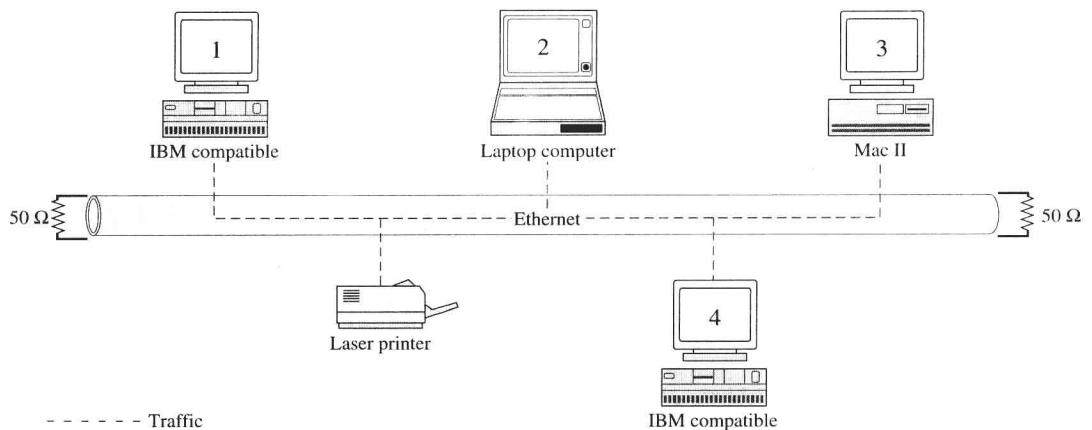 1
2
3
IBM compatible
Laptop computer
Mac II
50 Ω
Ethernet
50 Ω
Laser printer
4
IBM compatible
- - - - - - Traffic